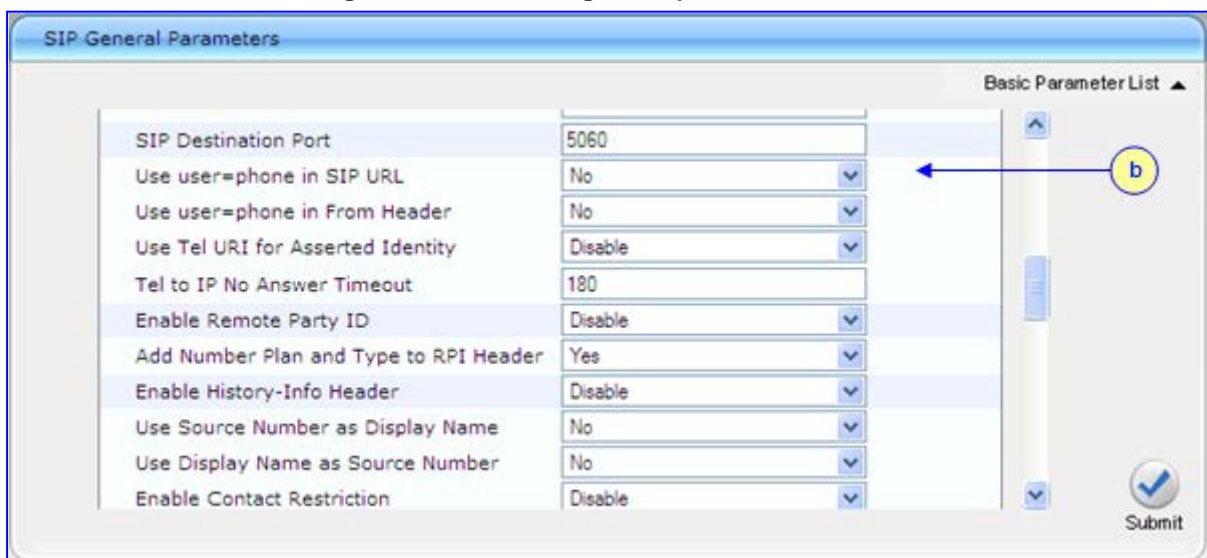 SIP General Parameters
Basic Parameter List
SIP Destination Port 5060
b
Use user=phone in SIP URL No
Use user=phone in From Header No
Use Tel URI for Asserted Identity Disable
Tel to IP No Answer Timeout 180
Enable Remote Party ID Disable
Add Number Plan and Type to RPI Header Yes
Enable History-Info Header Disable
Use Source Number as Display Name No
Use Display Name as Source Number No
Enable Contact Restriction Disable
Submit